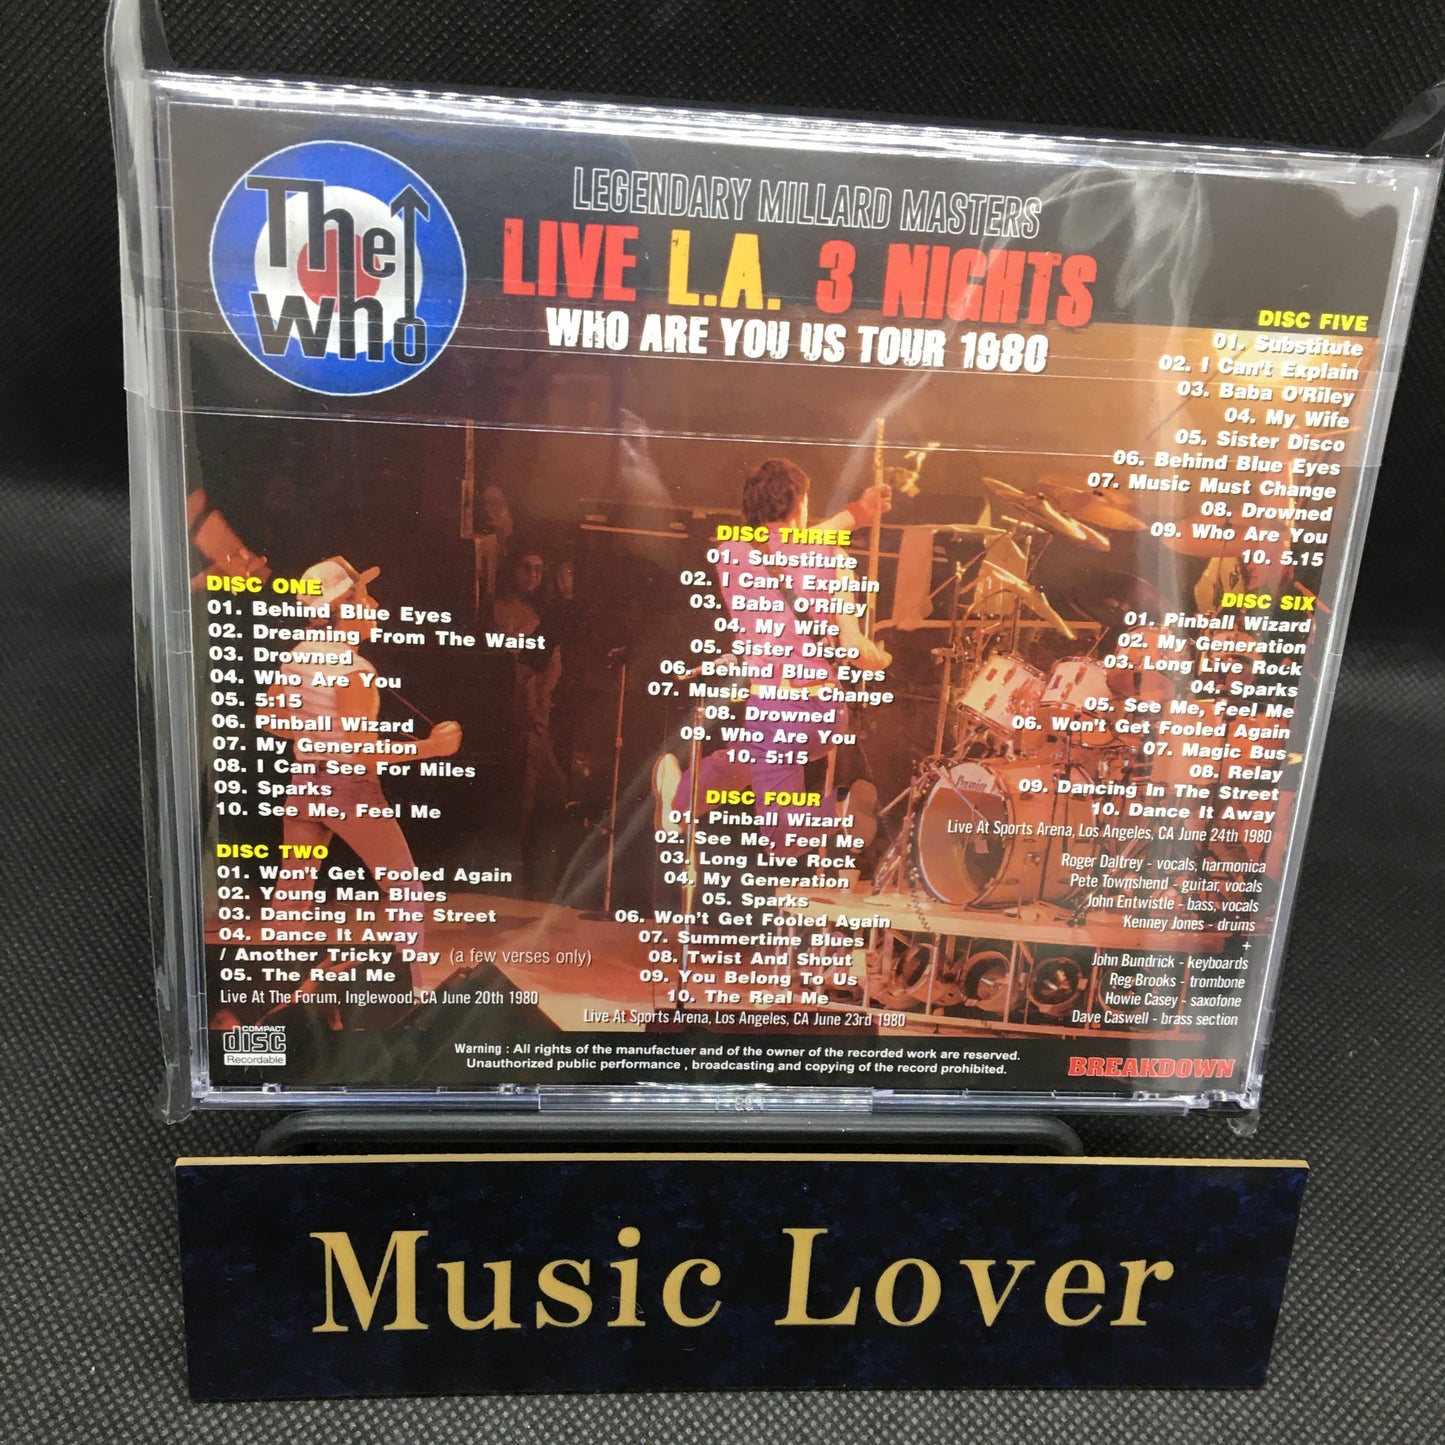 The
Who
LEGENDARY MILLARD MASTERS
LIVE L.A. 3 NIGHTS
WHO ARE YOU US TOUR 1980
DISC ONE
01. Behind Blue Eyes
02. Dreaming From The Waist
03. Drowned
04. Who Are You
05. 5:15
06. Pinball Wizard
07. My Generation
08. I Can See For Miles
09. Sparks
10. See Me, Feel Me
DISC TWO
01. Won't Get Fooled Again
02. Young Man Blues
03. Dancing In The Street
04. Dance It Away
/ Another Tricky Day (a few verses only)
05. The Real Me
Live At The Forum, Inglewood, CA June 20th 1980
DISC THREE
01. Substitute
02. I Can't Explain
03. Baba O'Riley
04. My Wife
05. Sister Disco
06. Behind Blue Eyes
07. Music Must Change
08. Drowned
09. Who Are You
10. 5:15
DISC FOUR
01. Pinball Wizard
02. See Me, Feel Me
03. Long Live Rock
04. My Generation
05. Sparks
06. Won't Get Fooled Again
07. Summertime Blues
08. Twist And Shout
09. You Belong To Us
10. The Real Me
Live At Sports Arena, Los Angeles, CA June 23rd 1980
DISC FIVE
01. Substitute
02. I Can't Explain
03. Baba O'Riley
04. My Wife
05. Sister Disco
06. Behind Blue Eyes
07. Music Must Change
08. Drowned
09. Who Are You
10. 5.15
DISC SIX
01. Pinball Wizard
02. My Generation
03. Long Live Rock
04. Sparks
05. See Me, Feel Me
06. Won't Get Fooled Again
07. Magic Bus
08. Relay
09. Dancing In The Street
10. Dance It Away
Live At Sports Arena, Los Angeles, CA June 24th 1980
Roger Daltrey - vocals, harmonica
Pete Townshend - guitar, vocals
John Entwistle - bass, vocals
Kenney Jones - drums
+
John Bundrick - keyboards
Reg Brooks - trombone
Howie Casey - saxofone
Dave Caswell - brass section
COMPACT
disc
Recordable
Warning : All rights of the manufactuer and of the owner of the recorded work are reserved.
Unauthorized public performance , broadcasting and copying of the record prohibited.
BREAKDOWN
Music Lover